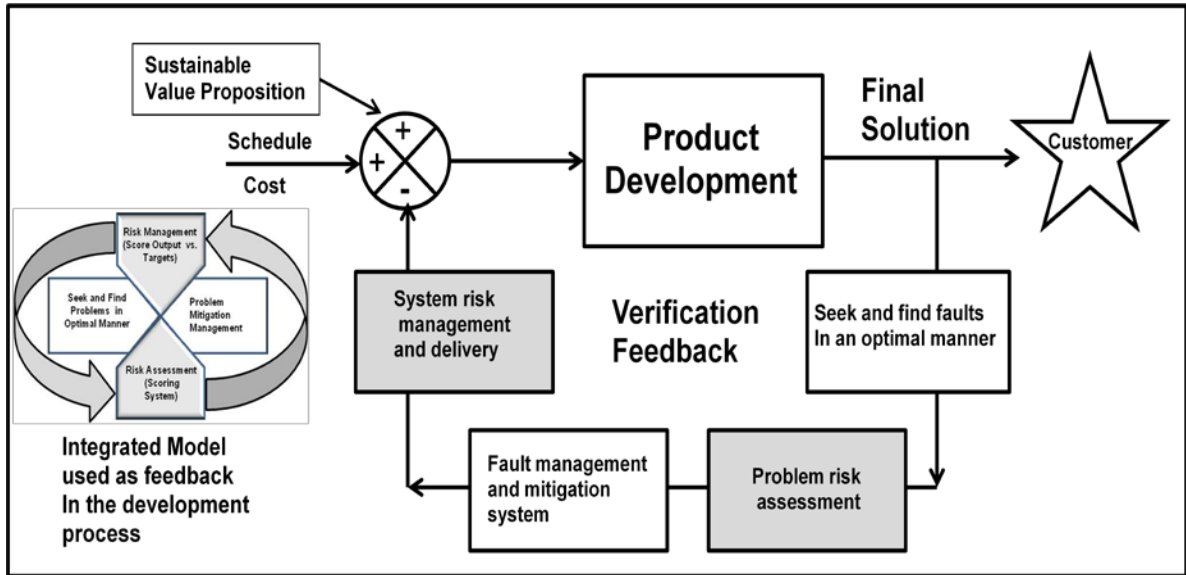 Sustainable
Value Proposition
Schedule
Cost
+
+
-
Product
Development
Final
Solution
Customer
Risk Management
(Score Output vs.
Targets)
Seek and Find
Problems in
Optimal Manner
Problem
Mitigation
Management
Risk Assessment
(Scoring
System)
Integrated Model
used as feedback
In the development
process
System risk
management
and delivery
Verification
Feedback
Seek and find faults
In an optimal manner
Fault management
and mitigation
system
Problem risk
assessment